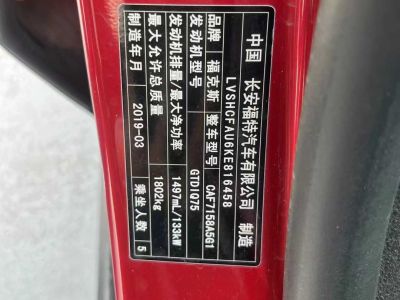 中国 长安福特汽车有限公司 制造
LVSHCFAU6KE816458
品牌 福克斯 整车型号 CAF7158A5G1
发动机型号 GTDIQ75
发动机排量/最大净功率 1497mL/133kW
最大允许总质量 1802kg
制造年月 2019-03 乘坐人数 5